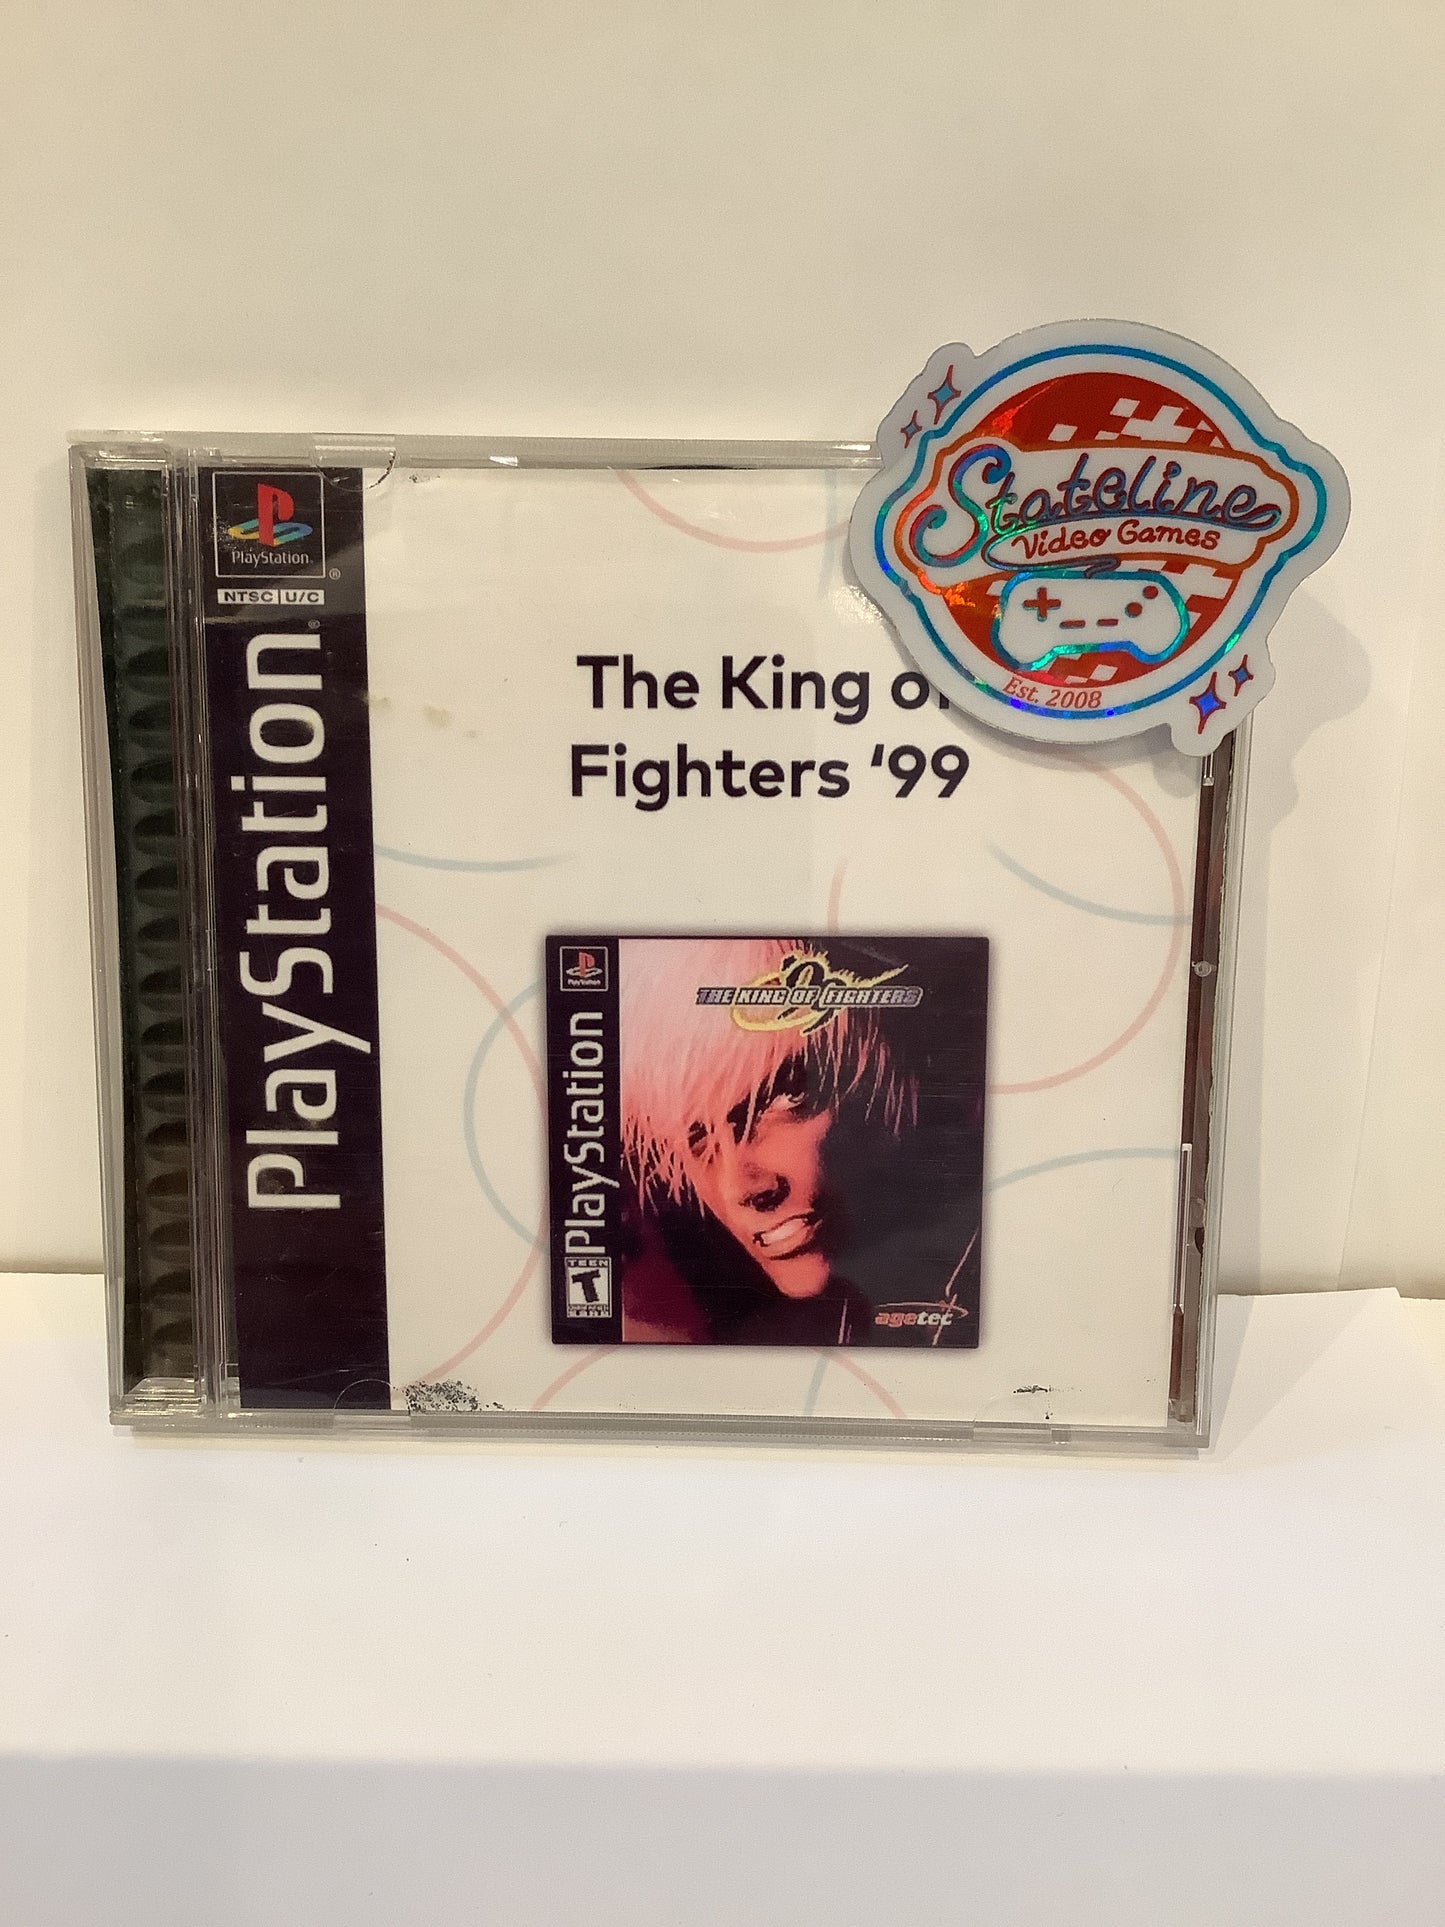 PlayStation
®
NTSC U/C
PlayStation®
Stateline
Video Games
Est. 2008
The King of
Fighters ‘99
PlayStation
PlayStation
THE KING OF FIGHTERS
99
TEEN
T
agetec